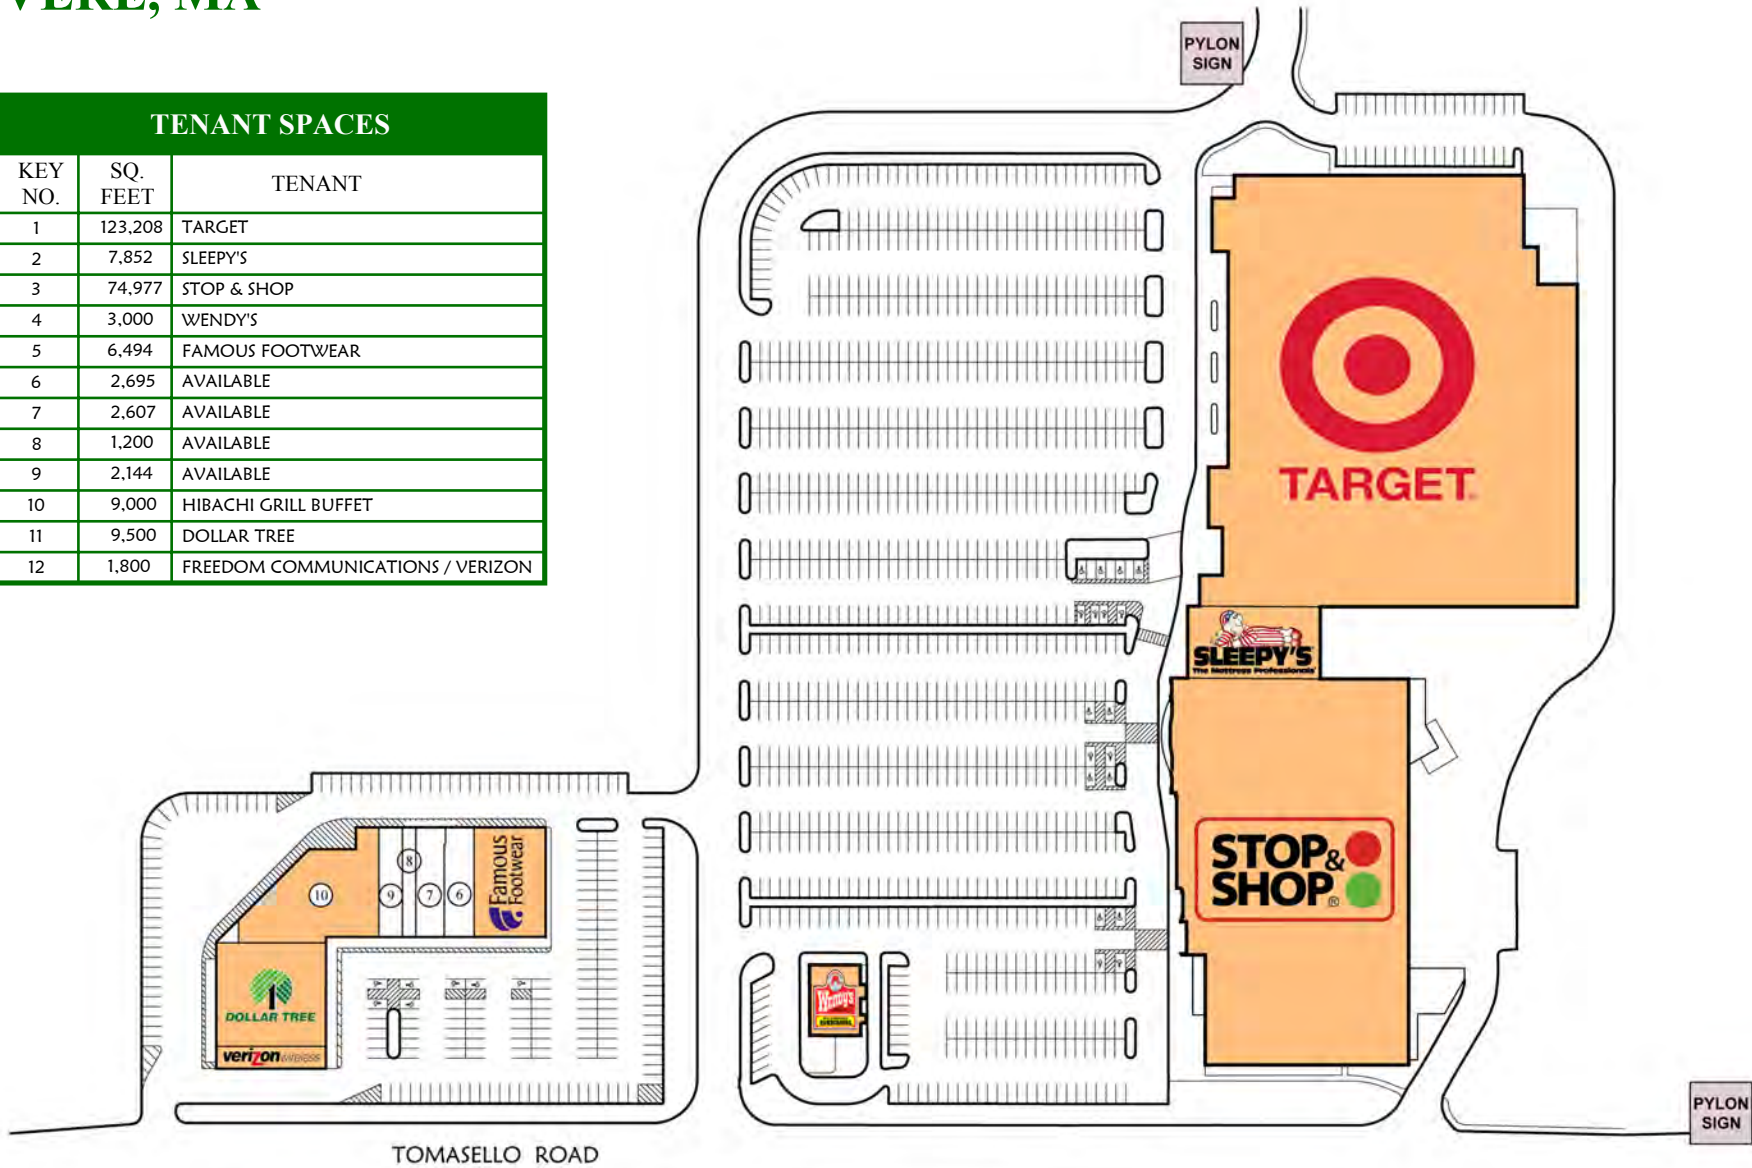 VERE, MA
TENANT SPACES
KEY NO. SQ. FEET TENANT
1 123,208 TARGET
2 7,852 SLEEPY'S
3 74,977 STOP & SHOP
4 3,000 WENDY'S
5 6,494 FAMOUS FOOTWEAR
6 2,695 AVAILABLE
7 2,607 AVAILABLE
8 1,200 AVAILABLE
9 2,144 AVAILABLE
10 9,000 HIBACHI GRILL BUFFET
11 9,500 DOLLAR TREE
12 1,800 FREEDOM COMMUNICATIONS / VERIZON
PYLON
SIGN
TARGET
SLEEPY'S
The Mattress Professionals
STOP &
SHOP ®
8
10
9
7
6
Famous
Footwear
DOLLAR TREE
verizon wireless
Wendy's
TOMASELLO ROAD
PYLON
SIGN